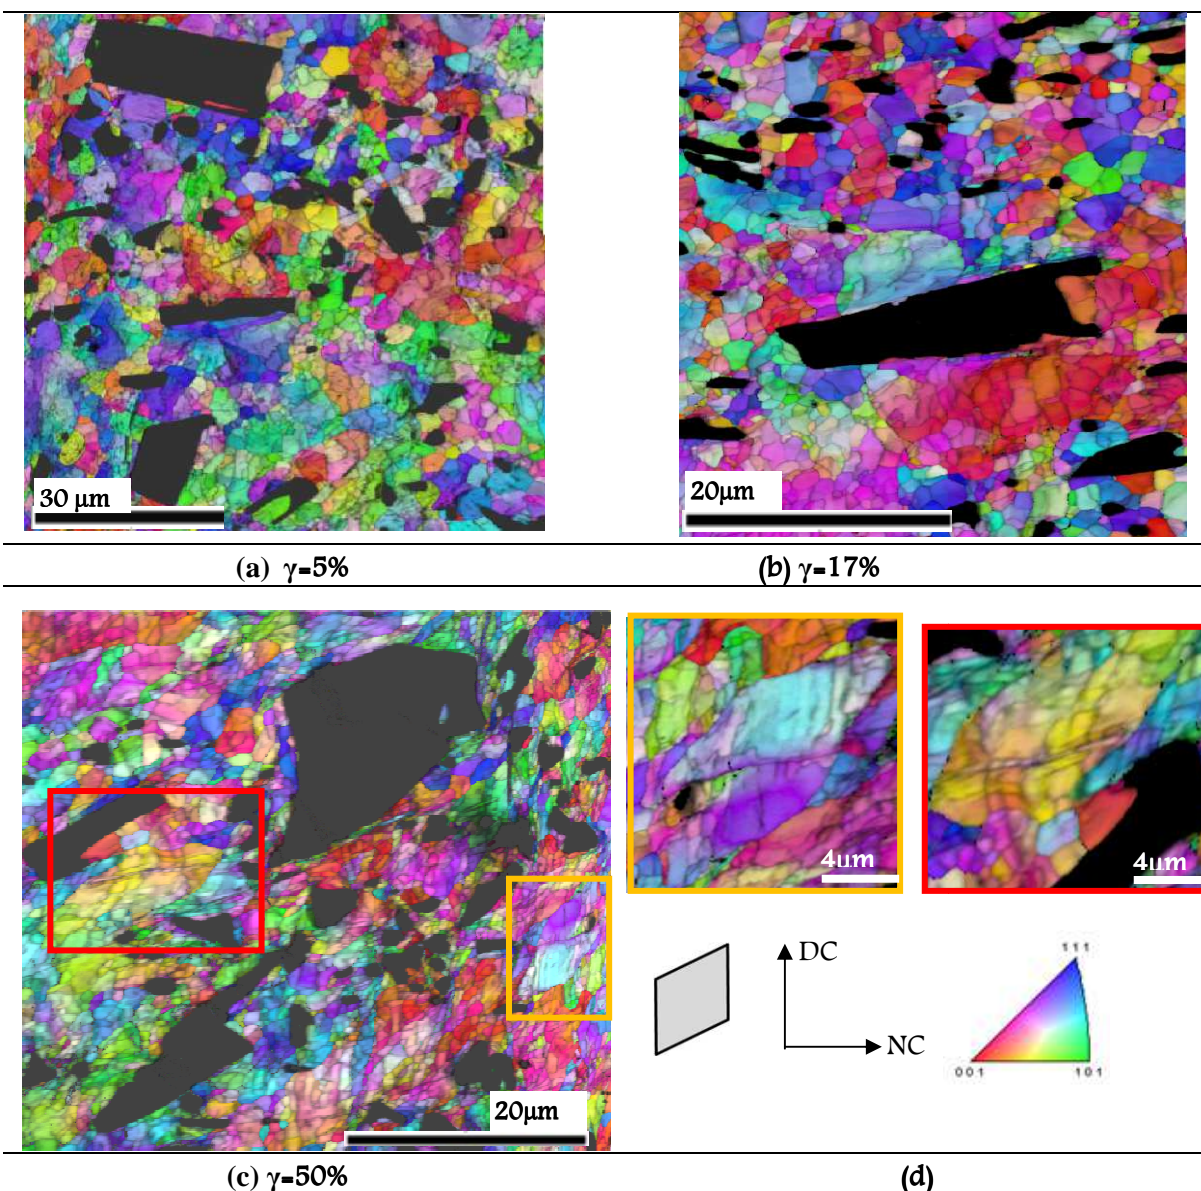 30 µm
20µm
(a) γ=5%
(b) γ=17%
4um
4um
DC
NC
111
001
101
20µm
(c) γ=50%
(d)